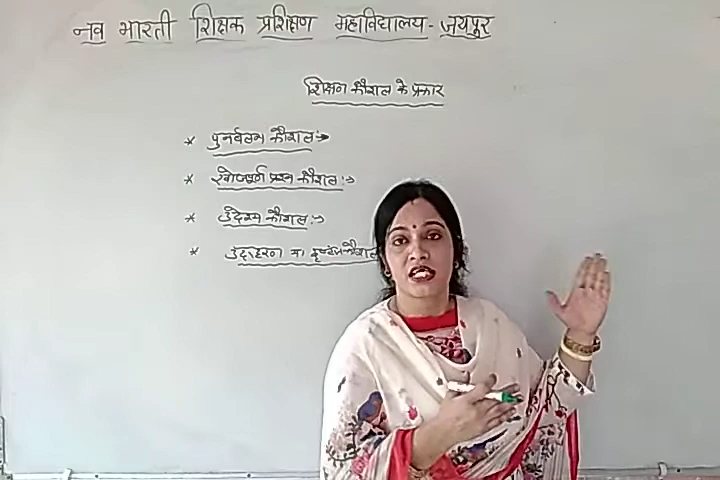 नव भारती शिक्षक प्रशिक्षण महाविद्यालय - जयपुर
शिक्षण कौशल के प्रकार
* पुनर्बलन कौशल :->
* खोजपूर्ण प्रश्न कौशल :->
* उद्देश्य कौशल :->
* उदाहरण या दृष्टांत कौशल